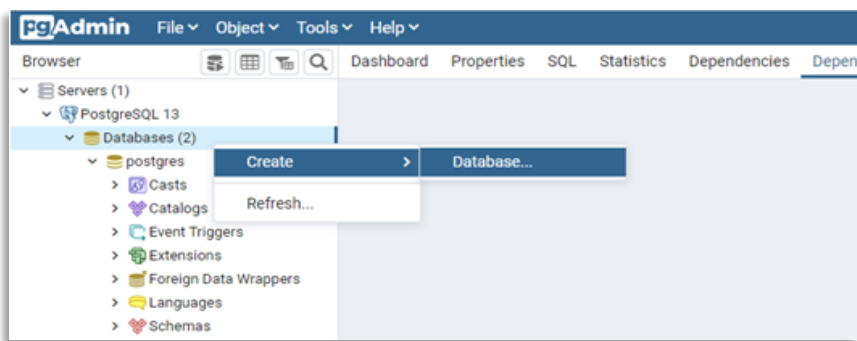 pgAdmin File Object Tools Help
Browser Dashboard Properties SQL Statistics Dependencies Depen
Servers (1)
PostgreSQL 13
Databases (2)
postgres Create Database...
Casts
Catalogs Refresh...
Event Triggers
Extensions
Foreign Data Wrappers
Languages
Schemas